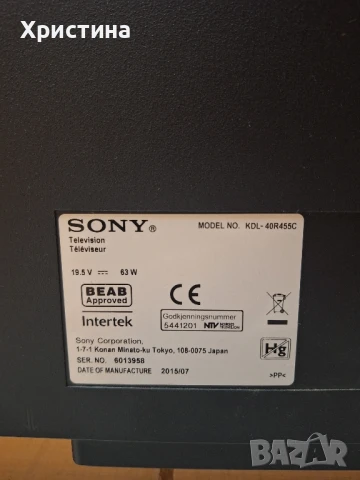 Христина
SONY®
MODEL NO. KDL-40R455C
Television
Téléviseur
19.5 V ⎓ 63 W
BEAB
Approved
Intertek
CE
Godkjenningsnummer
5441201 NTV
Hg
Sony Corporation
1-7-1 Konan Minato-ku Tokyo, 108-0075 Japan
SER. NO. 6013958
DATE OF MANUFACTURE 2015/07
>PP<
BAZAR